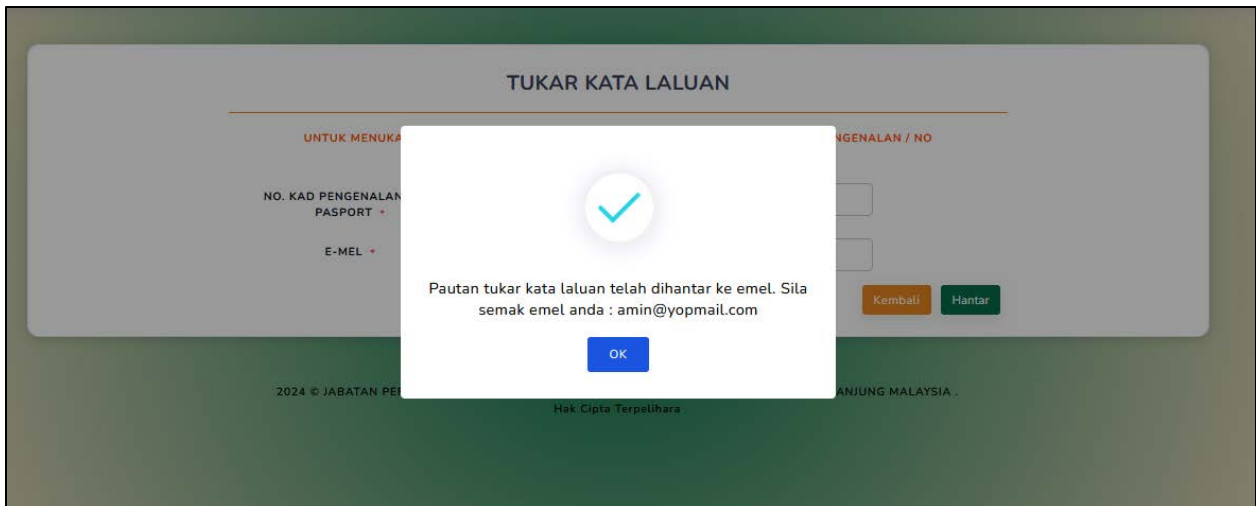 TUKAR KATA LALUAN
UNTUK MENUKA NGENALAN / NO
NO. KAD PENGENALAN
PASPORT *
E-MEL *
Pautan tukar kata laluan telah dihantar ke emel. Sila
semak emel anda : amin@yopmail.com
Kembali Hantar
OK
2024 © JABATAN PE ANJUNG MALAYSIA .
Hak Cipta Terpelihara